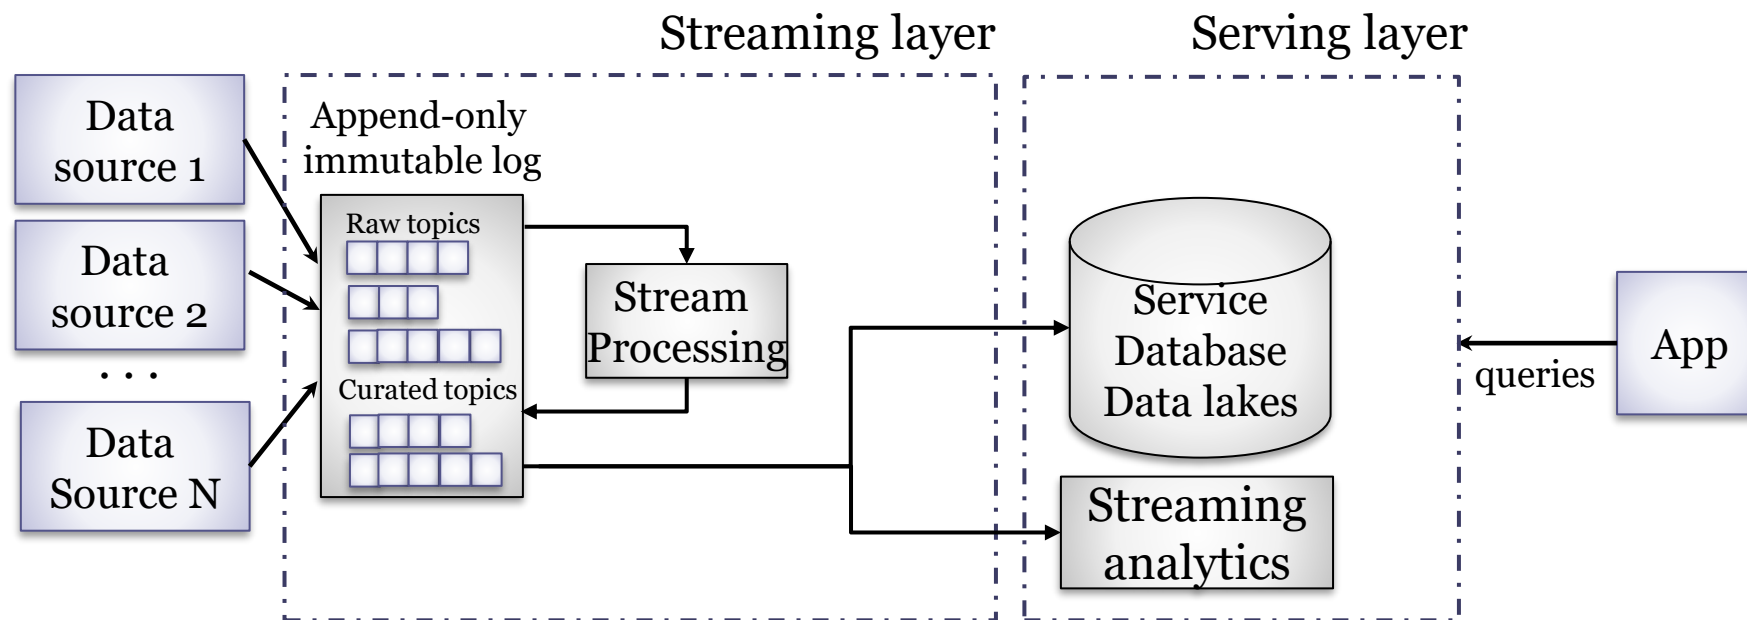 Streaming layer
Serving layer
Data
source 1
Data
source 2
. . .
Data
Source N
Append-only
immutable log
Raw topics
Curated topics
Stream
Processing
Service
Database
Data lakes
Streaming
analytics
queries
App